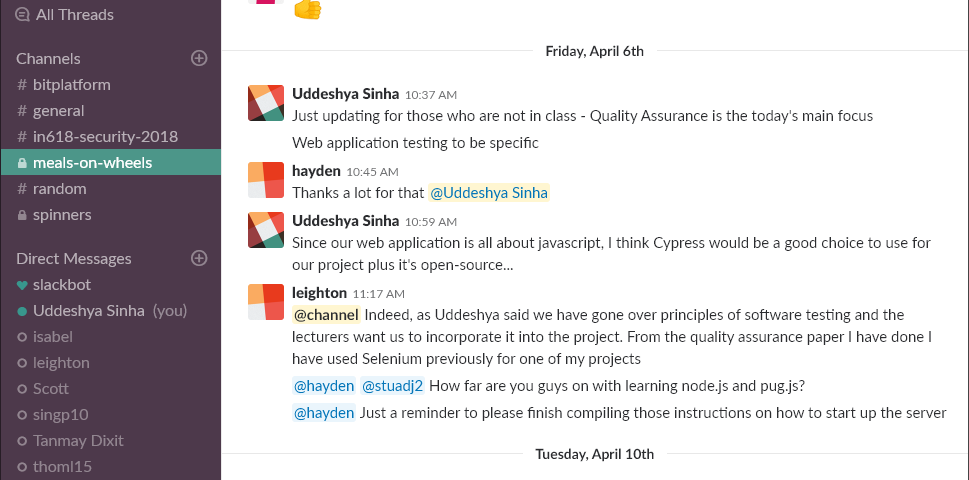 All Threads
Channels
# bitplatform
# general
# in618-security-2018
meals-on-wheels
# random
spinners
Direct Messages
slackbot
Uddeshya Sinha (you)
isabel
leighton
Scott
singp10
Tanmay Dixit
thoml15
Friday, April 6th
Uddeshya Sinha 10:37 AM
Just updating for those who are not in class - Quality Assurance is the today's main focus
Web application testing to be specific
hayden 10:45 AM
Thanks a lot for that @Uddeshya Sinha
Uddeshya Sinha 10:59 AM
Since our web application is all about javascript, I think Cypress would be a good choice to use for
our project plus it's open-source...
leighton 11:17 AM
@channel Indeed, as Uddeshya said we have gone over principles of software testing and the
lecturers want us to incorporate it into the project. From the quality assurance paper I have done I
have used Selenium previously for one of my projects
@hayden @stuadj2 How far are you guys on with learning node.js and pug.js?
@hayden Just a reminder to please finish compiling those instructions on how to start up the server
Tuesday, April 10th